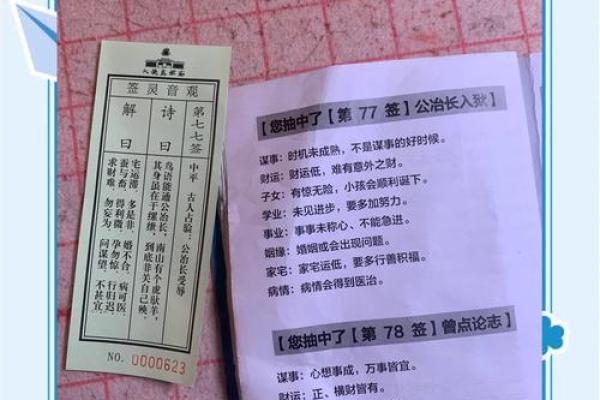 观音灵签
第七七签 中平 古人占验：公冶长受辱
诗曰
鸟语能通公冶长，南山有个虎驮羊，
其身虽在于缧绁，到底非关自己殃。
解曰
宅运滞，多是非，婚不合，病可医。
蚕与畜，得利微，孕勿惊，行归迟。
求财难，勿妄为，问谋望，不甚宜。
NO. 0000623
【您抽中了【第 77 签】公冶长入狱】
谋事：时机未成熟，不是谋事的好时候。
财运：财运低，难有意外之财。
子女：有惊无险，小孩会顺利诞下。
学业：未见进步，要多加努力。
事业：事事未称心、不能急进。
姻缘：婚姻或会出现问题。
家宅：家宅运低，要多行善积福。
病情：病情会得到医治。
【您抽中了【第 78 签】曾点论志】
谋事：心想事成，万事皆宜。
财运：正、横财皆有。